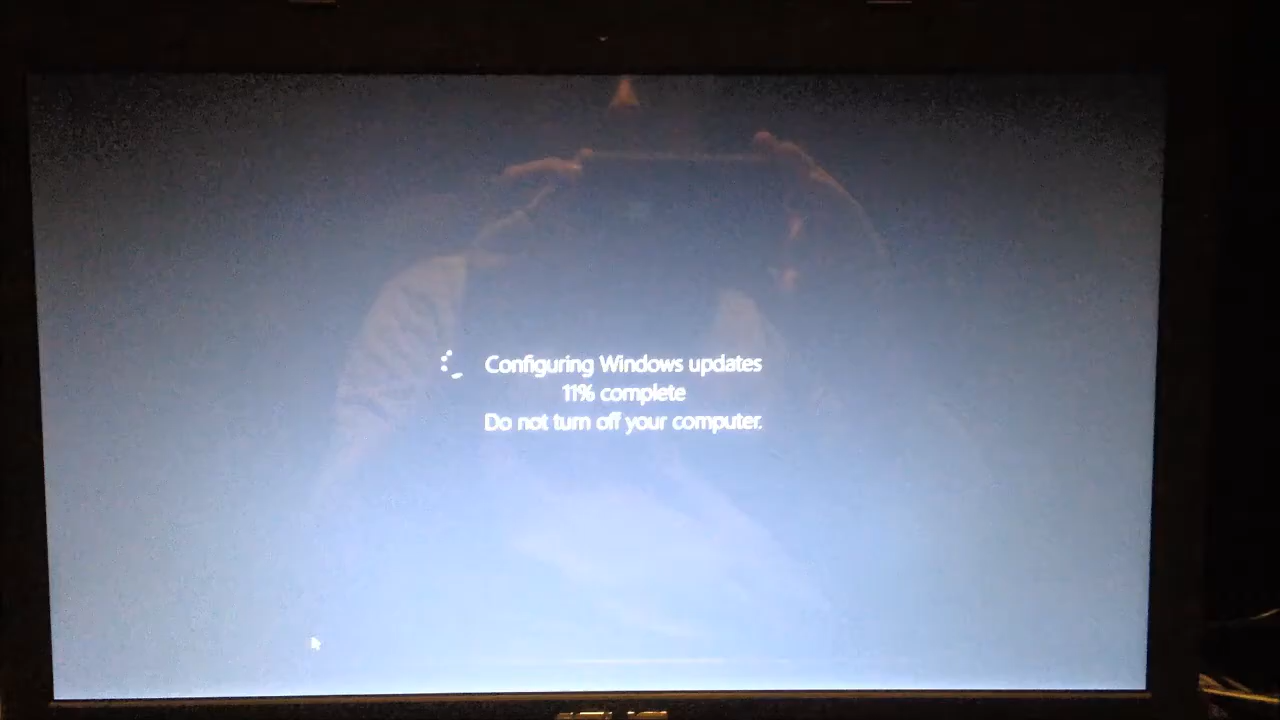 Configuring Windows updates
11% complete
Do not turn off your computer.